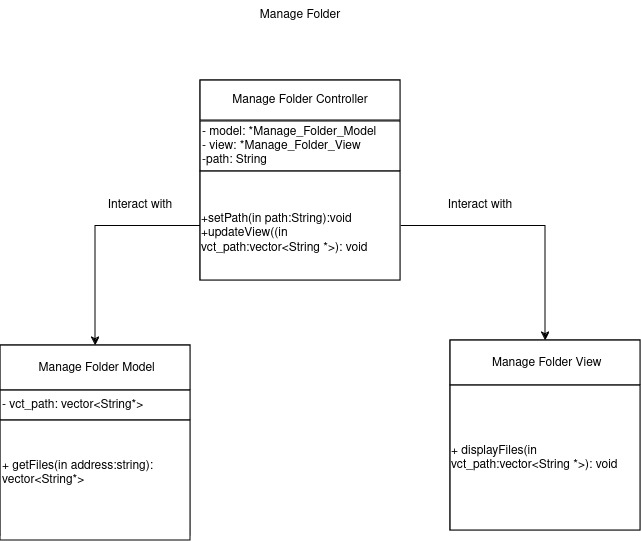 Manage Folder
Manage Folder Controller
- model: *Manage_Folder_Model
- view: *Manage_Folder_View
-path: String
+setPath(in path:String):void
+updateView((in
vct_path:vector<String *>): void
Interact with
Interact with
Manage Folder Model
- vct_path: vector<String*>
+ getFiles(in address:string):
vector<String*>
Manage Folder View
+ displayFiles(in
vct_path:vector<String *>): void